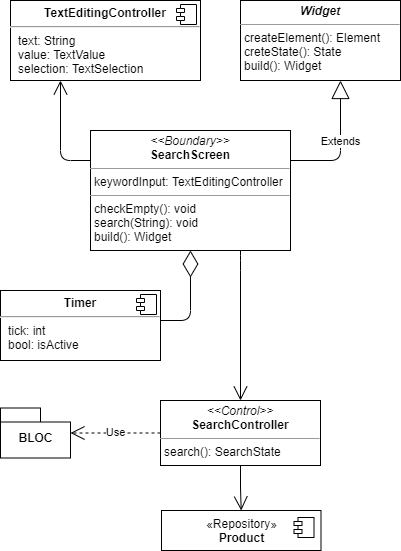 TextEditingController
text: String
value: TextValue
selection: TextSelection
Widget
createElement(): Element
creteState(): State
build(): Widget
Extends
<<Boundary>>
SearchScreen
keywordInput: TextEditingController
checkEmpty(): void
search(String): void
build(): Widget
Timer
tick: int
bool: isActive
<<Control>>
SearchController
search(): SearchState
BLOC
Use
«Repository»
Product